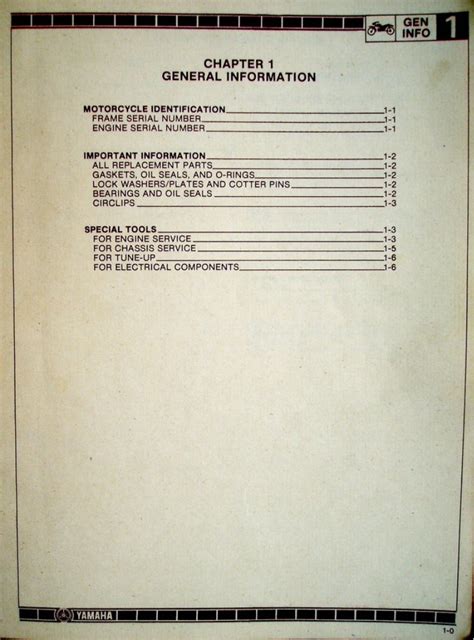 GEN
INFO
1
CHAPTER 1
GENERAL INFORMATION
MOTORCYCLE IDENTIFICATION 1-1
FRAME SERIAL NUMBER 1-1
ENGINE SERIAL NUMBER 1-1
IMPORTANT INFORMATION 1-2
ALL REPLACEMENT PARTS 1-2
GASKETS, OIL SEALS, AND O-RINGS 1-2
LOCK WASHERS/PLATES AND COTTER PINS 1-2
BEARINGS AND OIL SEALS 1-2
CIRCLIPS 1-3
SPECIAL TOOLS 1-3
FOR ENGINE SERVICE 1-3
FOR CHASSIS SERVICE 1-5
FOR TUNE-UP 1-6
FOR ELECTRICAL COMPONENTS 1-6
YAMAHA
1-0